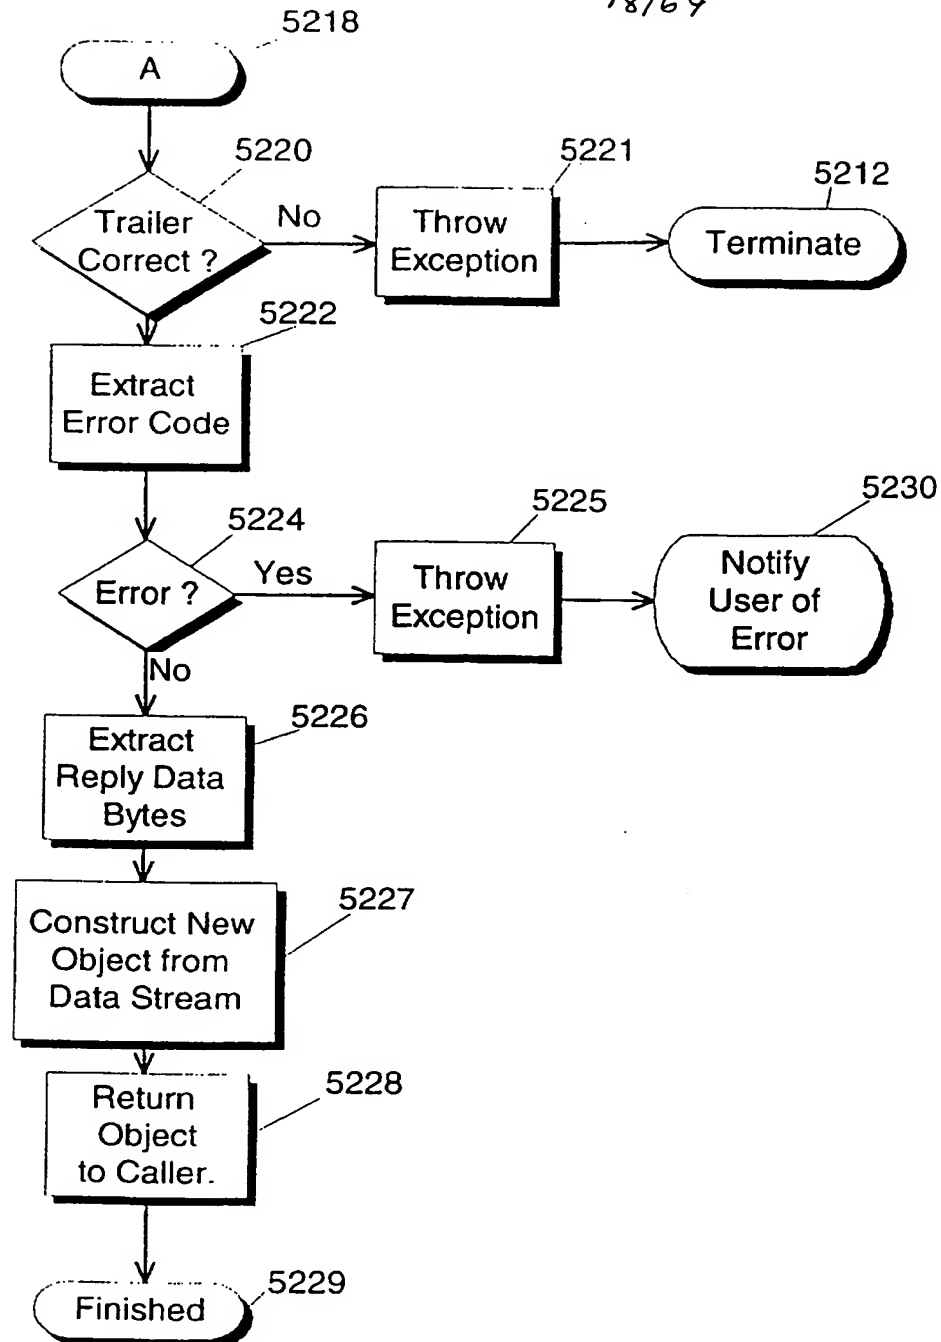 18/69
5218
A
5220
5221
5212
Trailer
Correct ?
No
Throw
Exception
Terminate
5222
Extract
Error Code
5224
5225
5230
Error ?
Yes
Throw
Exception
Notify
User of
Error
No
5226
Extract
Reply Data
Bytes
5227
Construct New
Object from
Data Stream
5228
Return
Object
to Caller.
5229
Finished